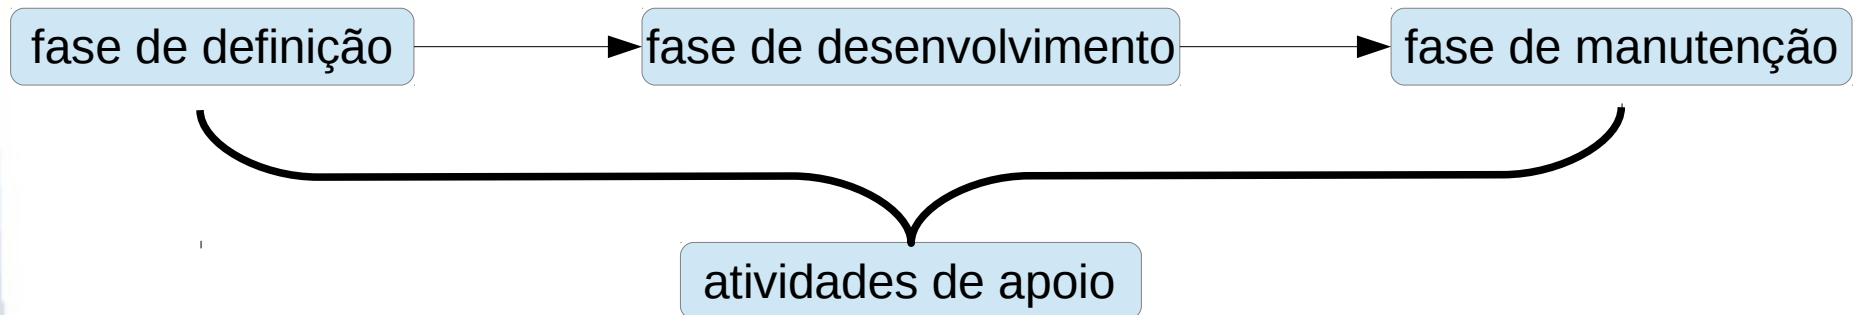 fase de definição
fase de desenvolvimento
fase de manutenção
atividades de apoio